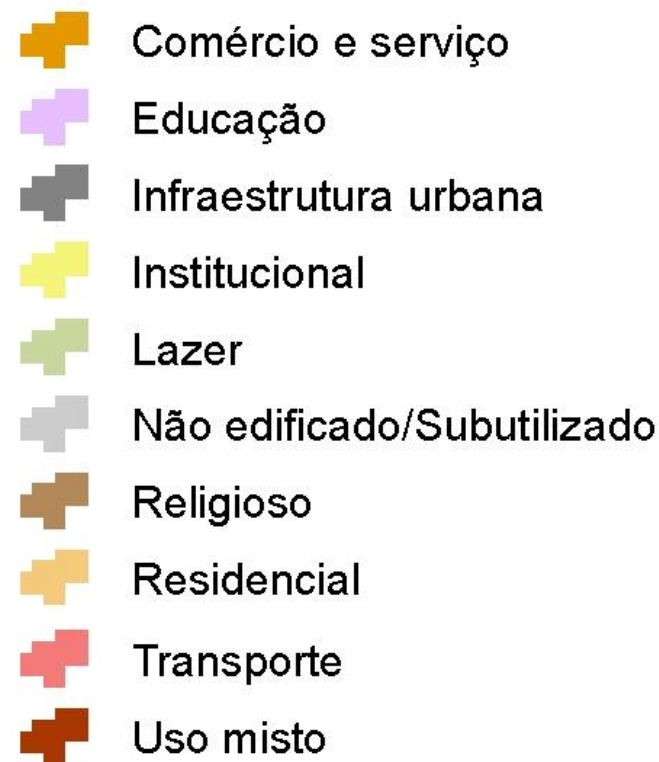 Comércio e serviço
Educação
Infraestrutura urbana
Institucional
Lazer
Não edificado/Subutilizado
Religioso
Residencial
Transporte
Uso misto